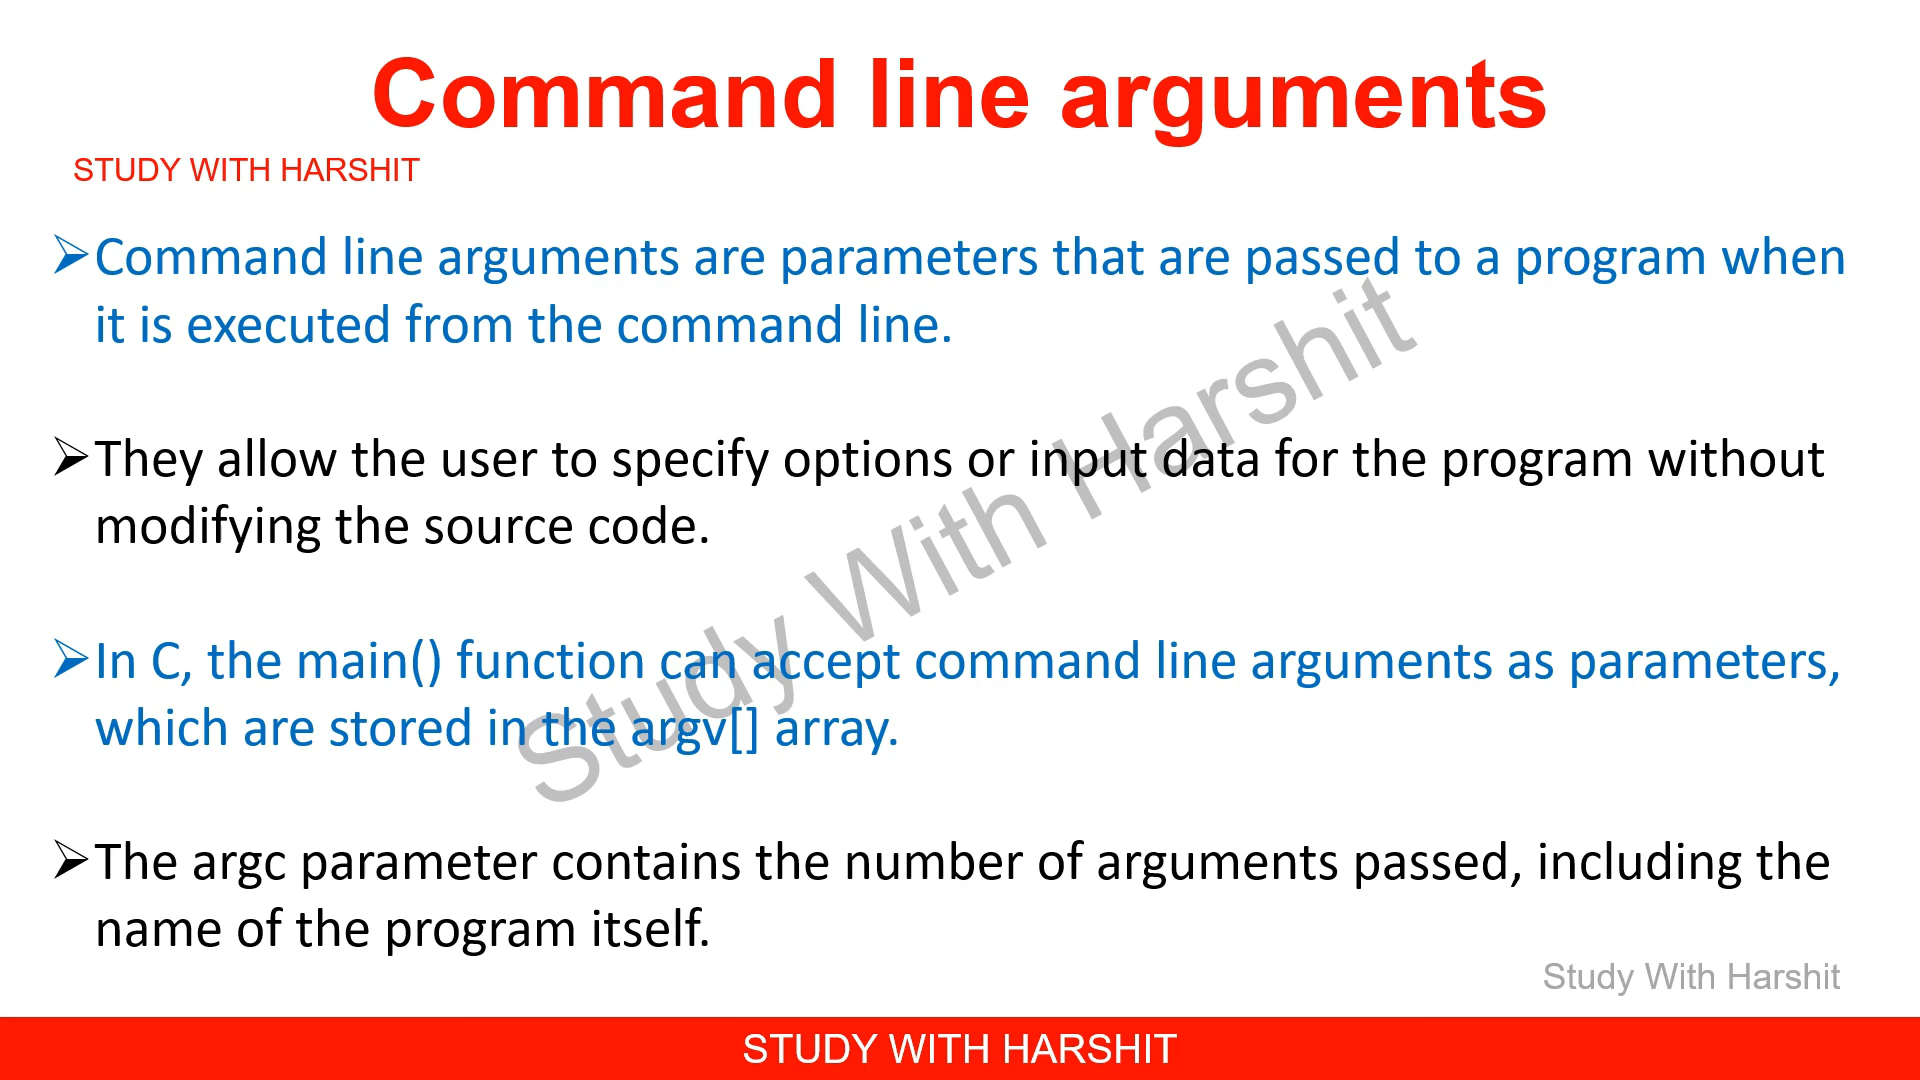 Command line arguments
STUDY WITH HARSHIT
➢Command line arguments are parameters that are passed to a program when
it is executed from the command line.
➢They allow the user to specify options or input data for the program without
modifying the source code.
➢In C, the main() function can accept command line arguments as parameters,
which are stored in the argv[] array.
➢The argc parameter contains the number of arguments passed, including the
name of the program itself.
Study With Harshit
Study With Harshit
STUDY WITH HARSHIT